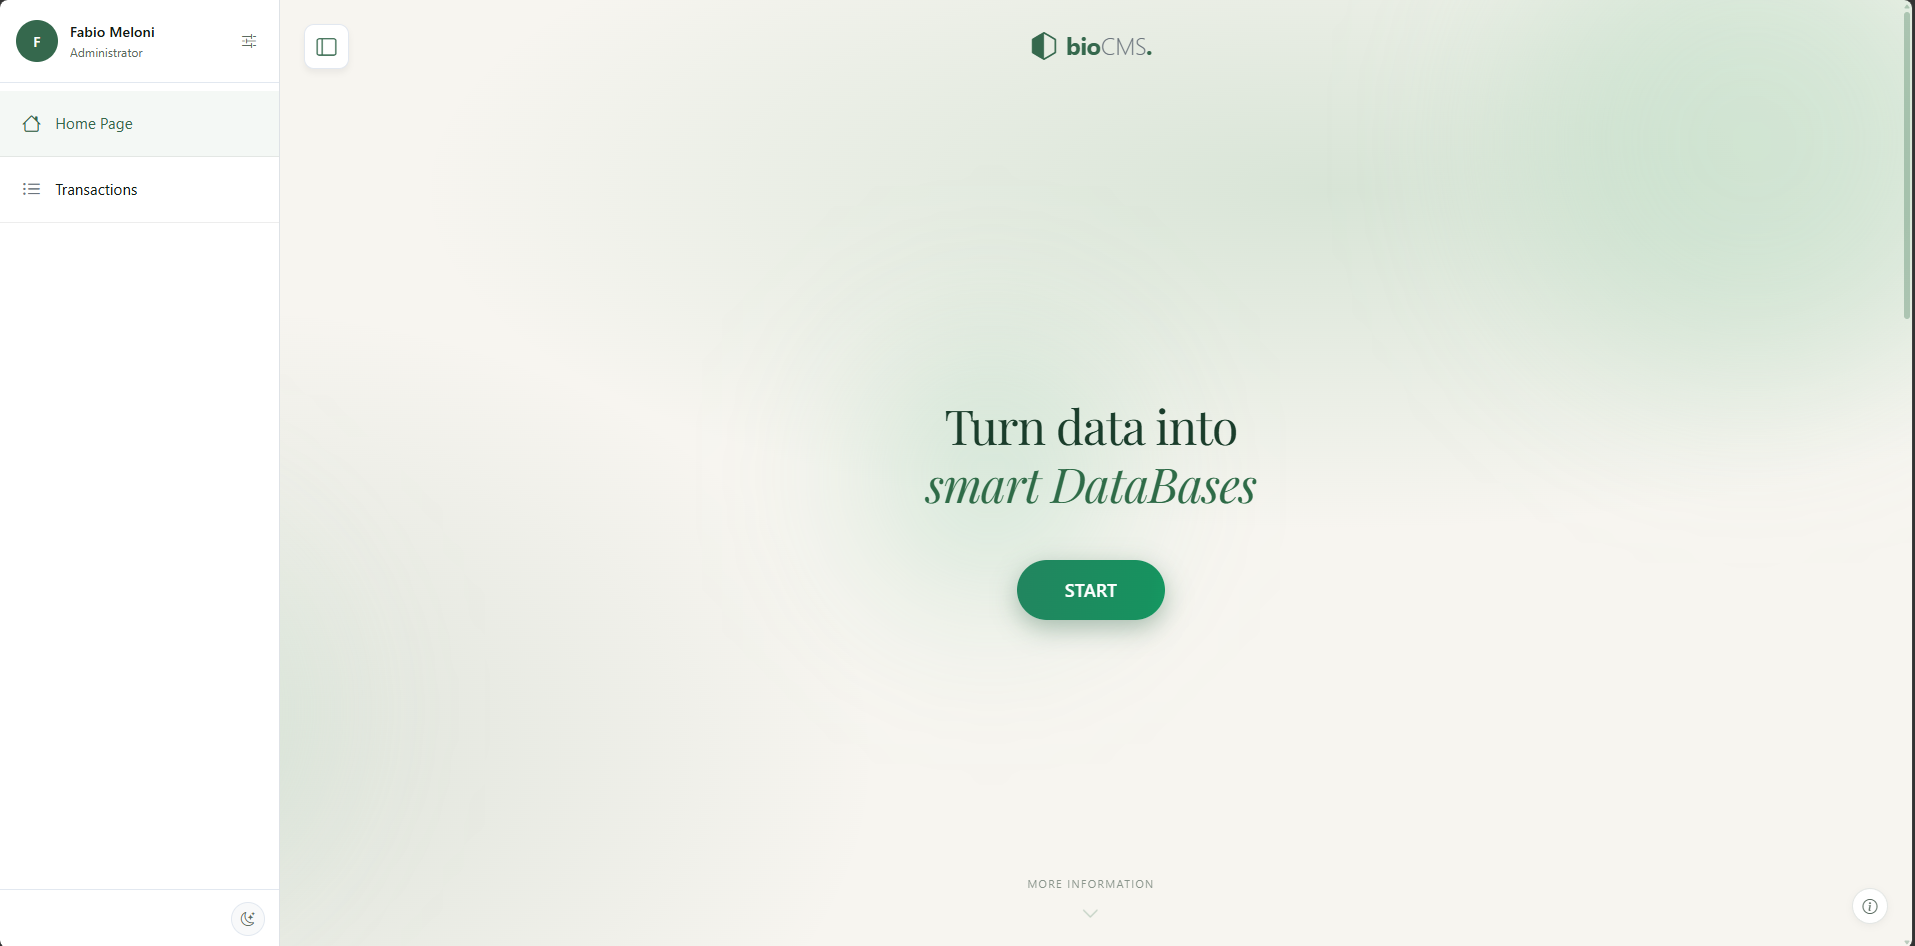 F
Fabio Meloni
Administrator
Home Page
Transactions
bioCMS.
Turn data into
smart DataBases
START
MORE INFORMATION